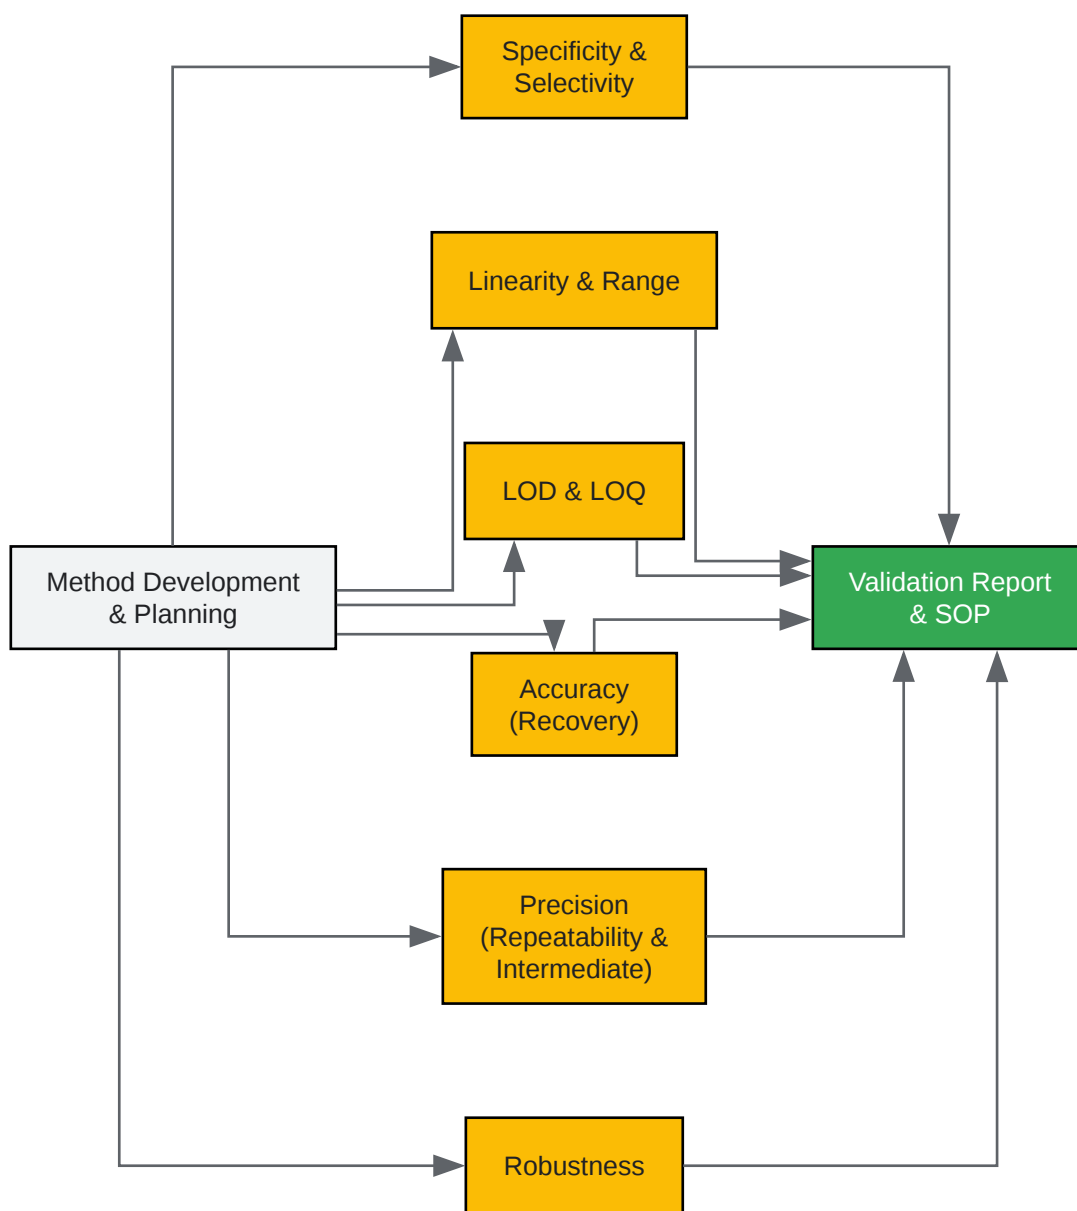 Specificity &
Selectivity
Linearity & Range
LOD & LOQ
Method Development
& Planning
Validation Report
& SOP
Accuracy
(Recovery)
Precision
(Repeatability &
Intermediate)
Robustness